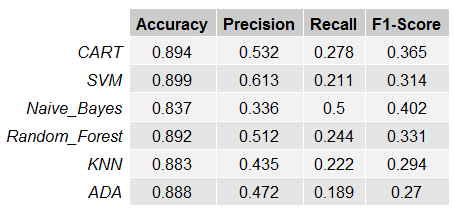 Accuracy Precision Recall F1-Score
CART 0.894 0.532 0.278 0.365
SVM 0.899 0.613 0.211 0.314
Naive_Bayes 0.837 0.336 0.5 0.402
Random_Forest 0.892 0.512 0.244 0.331
KNN 0.883 0.435 0.222 0.294
ADA 0.888 0.472 0.189 0.27